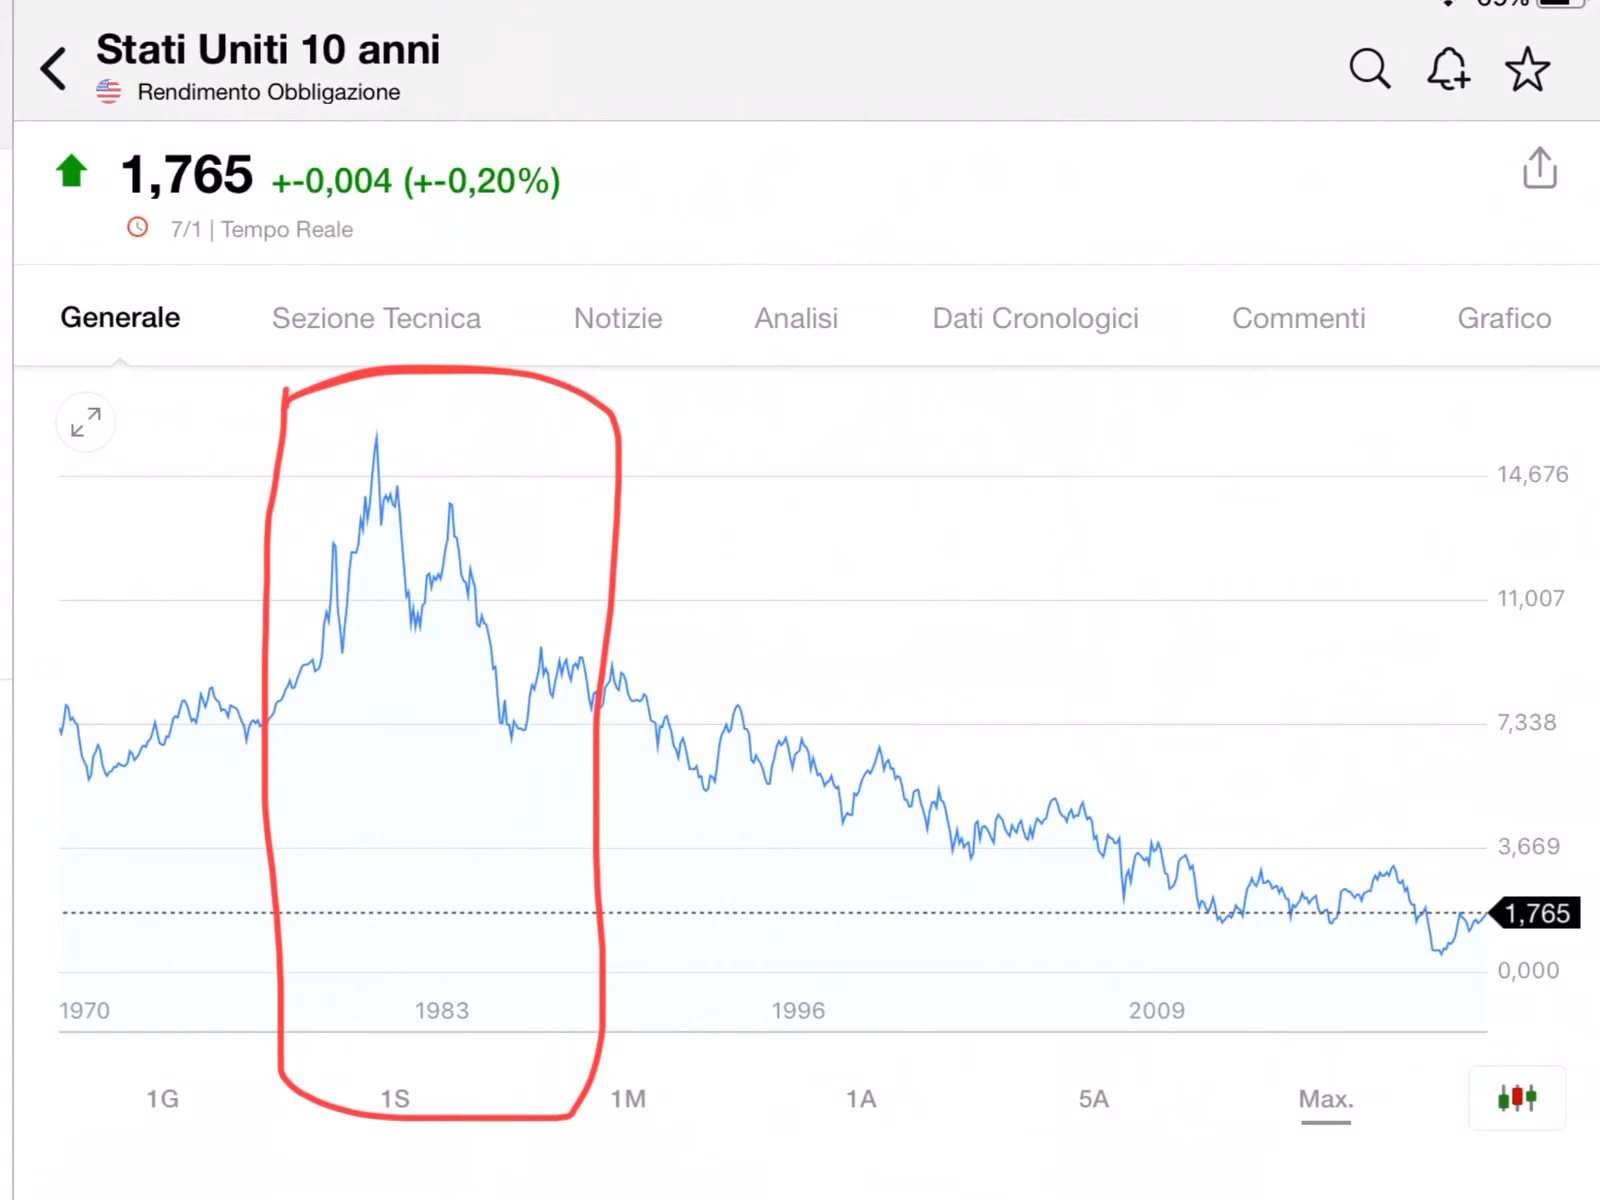 Stati Uniti 10 anni
Rendimento Obbligazione
1,765 +-0,004 (+-0,20%)
7/1 | Tempo Reale
Generale Sezione Tecnica Notizie Analisi Dati Cronologici Commenti Grafico
14,676
11,007
7,338
3,669
1,765
0,000
1970 1983 1996 2009
1G 1S 1M 1A 5A Max.